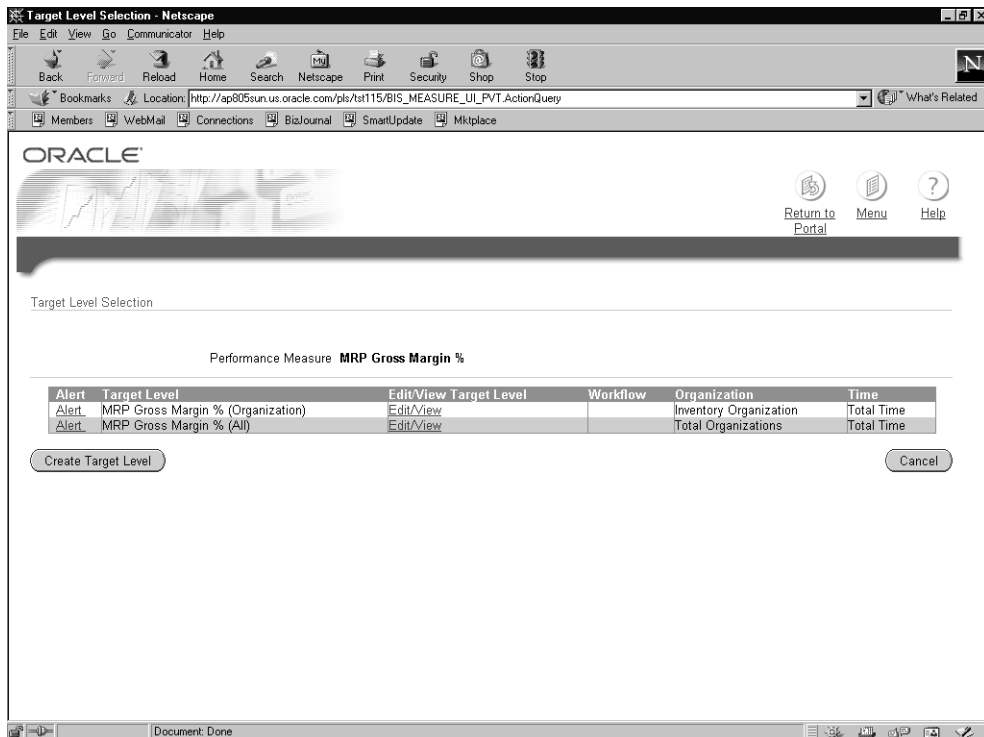 Target Level Selection - Netscape
File Edit View Go Communicator Help
Back Forward Reload Home Search Netscape Print Security Shop Stop
My
N
Bookmarks Location: http://ap805sun.us.oracle.com/pls/tst115/BIS_MEASURE_UI_PVT.ActionQuery What's Related
Members WebMail Connections BizJournal SmartUpdate Mktplace
ORACLE
Return to Portal Menu Help
Target Level Selection
Performance Measure MRP Gross Margin %
Alert Target Level Edit/View Target Level Workflow Organization Time
Alert MRP Gross Margin % (Organization) Edit/View Inventory Organization Total Time
Alert MRP Gross Margin % (All) Edit/View Total Organizations Total Time
Create Target Level Cancel
Document: Done